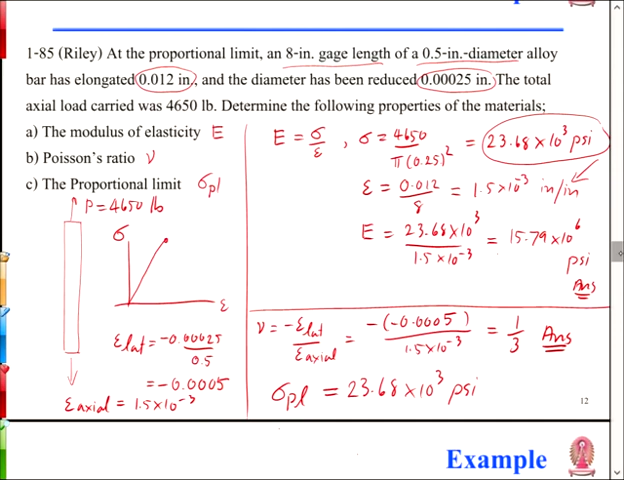 1-85 (Riley) At the proportional limit, an 8-in. gage length of a 0.5-in.-diameter alloy
bar has elongated 0.012 in., and the diameter has been reduced 0.00025 in. The total
axial load carried was 4650 lb. Determine the following properties of the materials;
a) The modulus of elasticity E
b) Poisson's ratio ν
c) The Proportional limit σpl
P = 4650 lb
σ
ε
εlat = -0.00025 / 0.5
= -0.0005
εaxial = 1.5×10⁻³
E = σ/ε , σ = 4650 / π(0.25)² = 23.68×10³ psi
ε = 0.012 / 8 = 1.5×10⁻³ in/in
E = 23.68×10³ / 1.5×10⁻³ = 15.79×10⁶
psi
Ans
ν = -εlat / εaxial = -(-0.0005) / 1.5×10⁻³ = 1/3 Ans
σpl = 23.68×10³ psi
12
Example